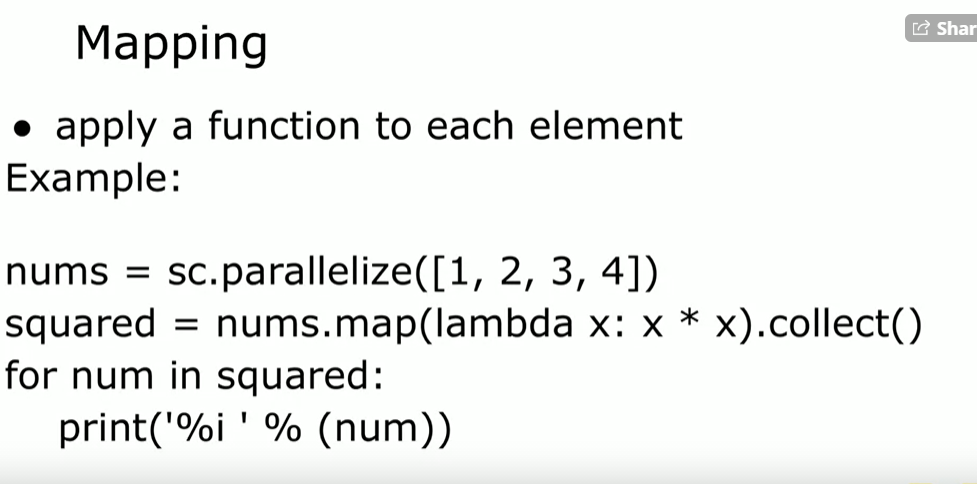 Mapping
Shar
• apply a function to each element
Example:
nums = sc.parallelize([1, 2, 3, 4])
squared = nums.map(lambda x: x * x).collect()
for num in squared:
print('%i ' % (num))